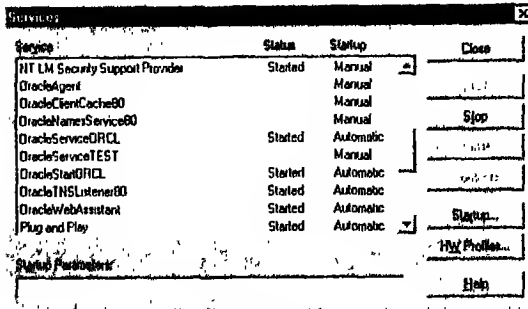 Services
Service Status Startup
NT LM Security Support Provider Started Manual
OracleAgent Manual
OracleClientCache80 Manual
OracleNamesService80 Manual
OracleServiceORCL Started Automatic
OracleServiceTEST Manual
OracleStartORCL Started Automatic
OracleTNSListener80 Started Automatic
OracleWebAssistant Started Automatic
Plug and Play Started Automatic
Startup Parameters:
Close
Stop
Startup...
HW Profiles...
Help